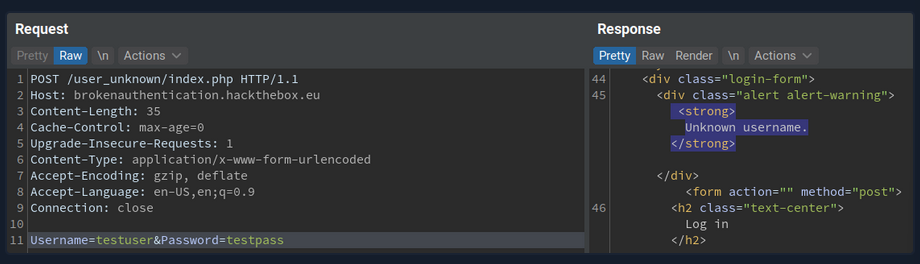 Request
Pretty Raw \n Actions
1 POST /user_unknown/index.php HTTP/1.1
2 Host: brokenauthentication.hackthebox.eu
3 Content-Length: 35
4 Cache-Control: max-age=0
5 Upgrade-Insecure-Requests: 1
6 Content-Type: application/x-www-form-urlencoded
7 Accept-Encoding: gzip, deflate
8 Accept-Language: en-US,en;q=0.9
9 Connection: close
10
11 Username=testuser&Password=testpass
Response
Pretty Raw Render \n Actions
44 <div class="login-form">
45 <div class="alert alert-warning">
<strong>
Unknown username.
</strong>
</div>
<form action="" method="post">
46 <h2 class="text-center">
Log in
</h2>